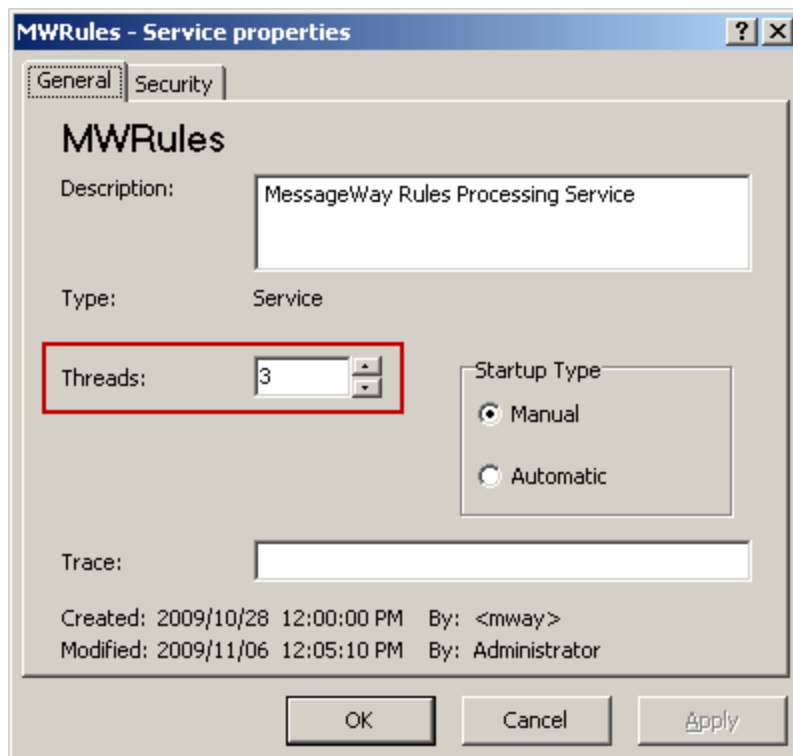 MWRules - Service properties
General Security
MWRules
Description: MessageWay Rules Processing Service
Type: Service
Threads: 3
Startup Type
Manual
Automatic
Trace:
Created: 2009/10/28 12:00:00 PM By: <mway>
Modified: 2009/11/06 12:05:10 PM By: Administrator
OK Cancel Apply